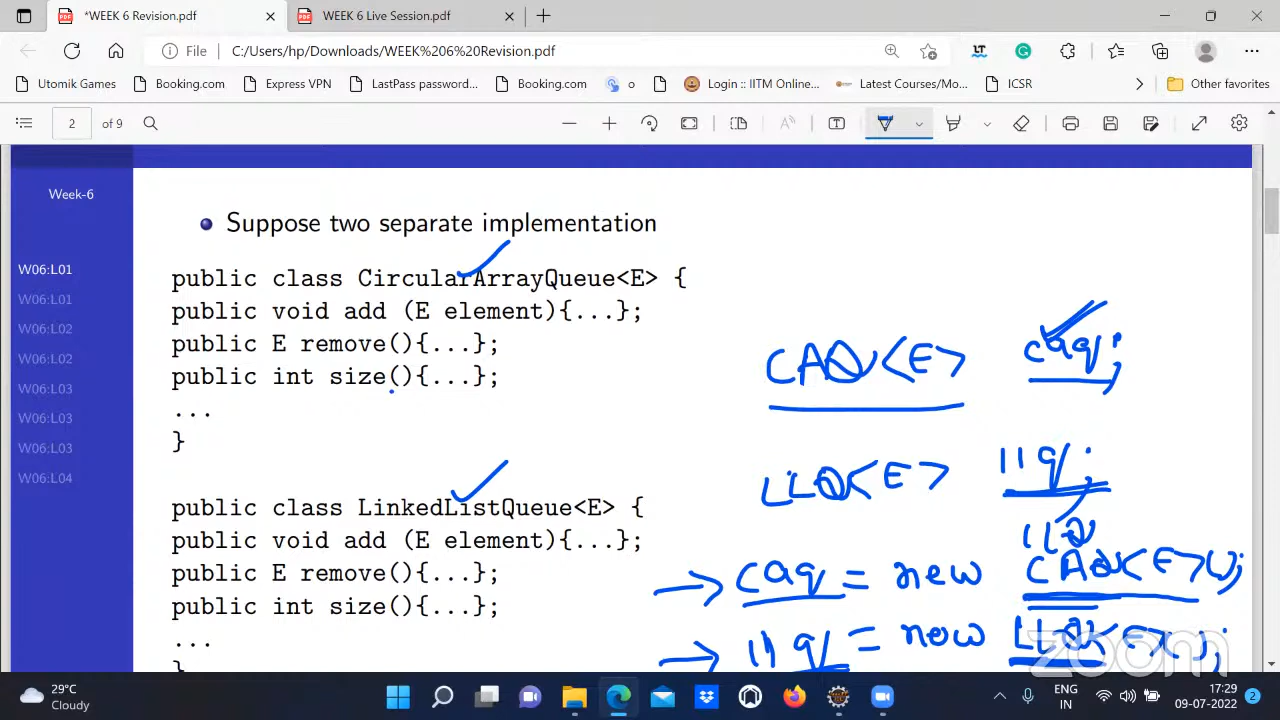 *WEEK 6 Revision.pdf
WEEK 6 Live Session.pdf
File C:/Users/hp/Downloads/WEEK%206%20Revision.pdf
Utomik Games
Booking.com
Express VPN
LastPass password...
Booking.com
o
Login :: IITM Online...
Latest Courses/Mo...
ICSR
Other favorites
2 of 9
Week-6
W06:L01
W06:L01
W06:L02
W06:L02
W06:L03
W06:L03
W06:L03
W06:L04
Suppose two separate implementation
public class CircularArrayQueue<E> {
public void add (E element){...};
public E remove(){...};
public int size(){...};
...
}
public class LinkedListQueue<E> {
public void add (E element){...};
public E remove(){...};
public int size(){...};
...
}
CAQ<E> caq;
LLQ<E> llq;
llQ
caq = new CAQ<E>();
llq = new LLQ<E>();
zoom
29°C
Cloudy
ENG
IN
17:29
09-07-2022
2